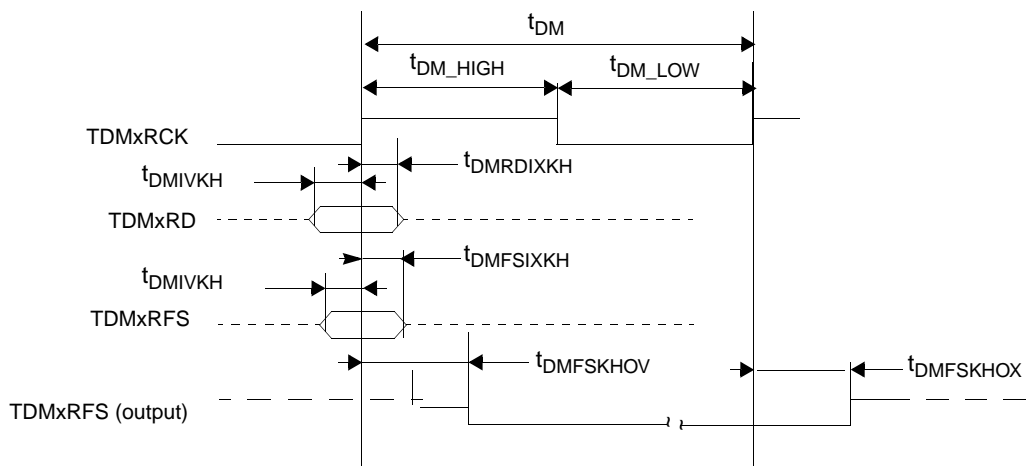 tDM
tDM_HIGH
tDM_LOW
TDMxRCK
tDMRDIXKH
tDMIVKH
TDMxRD
tDMFSIXKH
tDMIVKH
TDMxRFS
tDMFSKHOV
tDMFSKHOX
TDMxRFS (output)